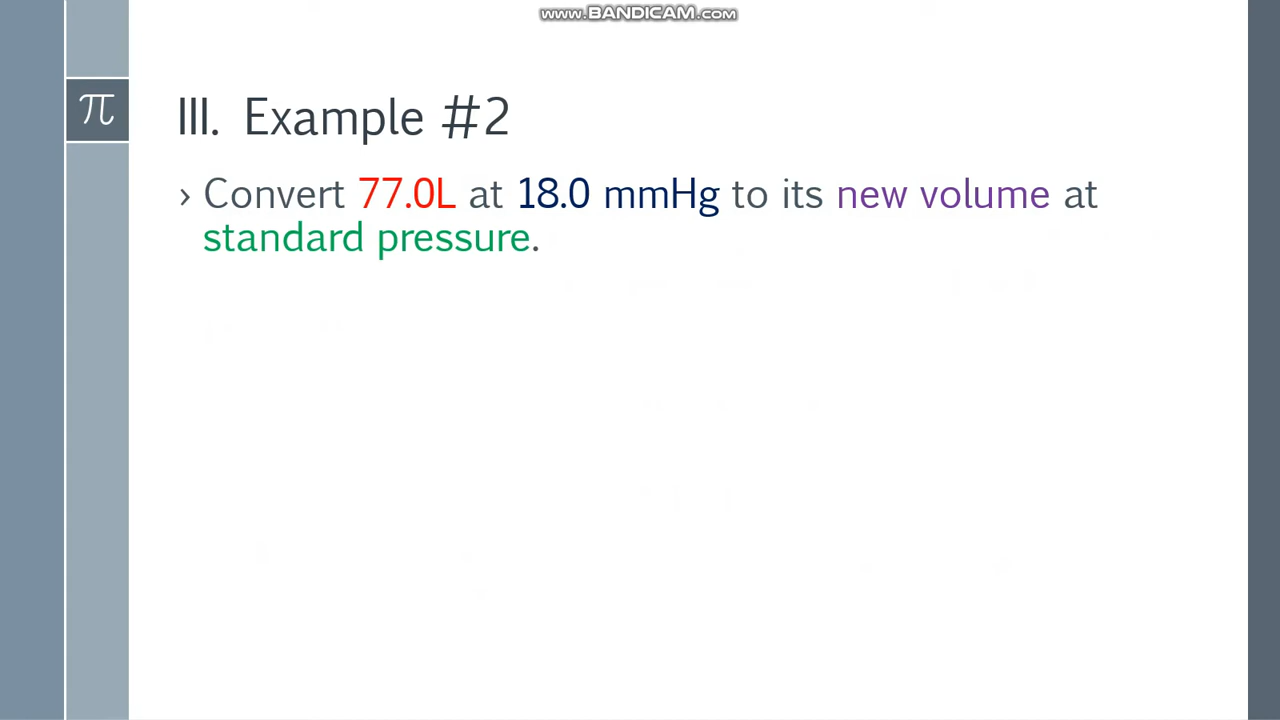 www.BANDICAM.com
π
III. Example #2
› Convert 77.0L at 18.0 mmHg to its new volume at
standard pressure.